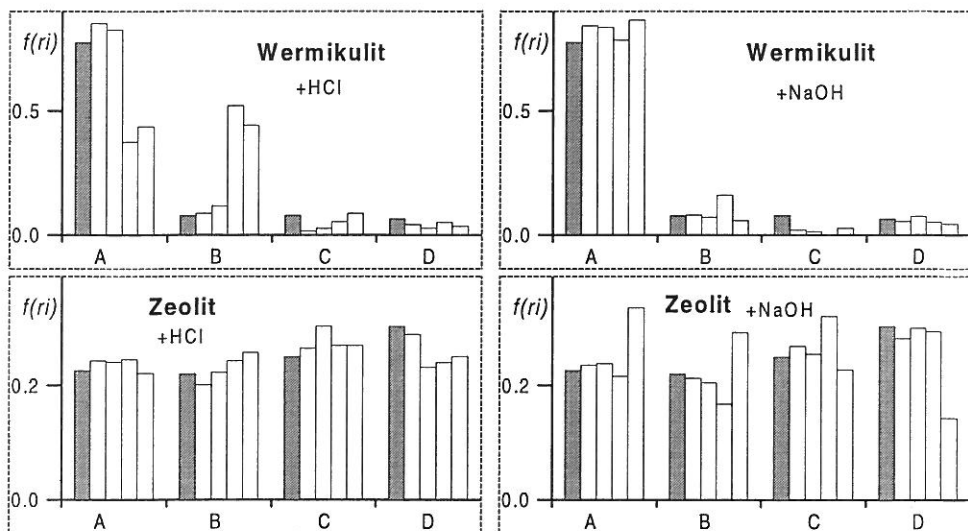 f(ri)
Wermikulit
+HCl
0.5
0.0
A B C D
f(ri)
Wermikulit
+NaOH
0.5
0.0
A B C D
f(ri)
Zeolit
+HCl
0.2
0.0
A B C D
f(ri)
Zeolit +NaOH
0.2
0.0
A B C D